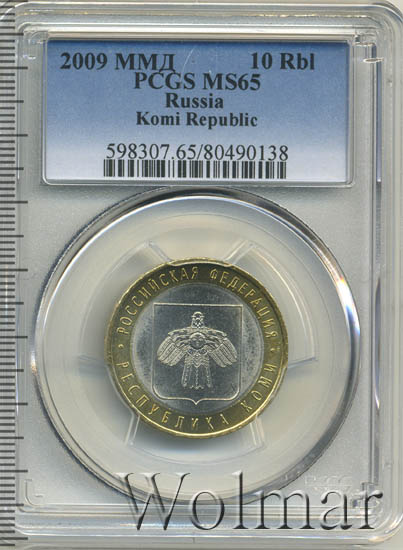 2009 ММД 10 Rbl
PCGS MS65
Russia
Komi Republic
598307.65/80490138
РОССИЙСКАЯ ФЕДЕРАЦИЯ
РЕСПУБЛИКА КОМИ
Wolmar